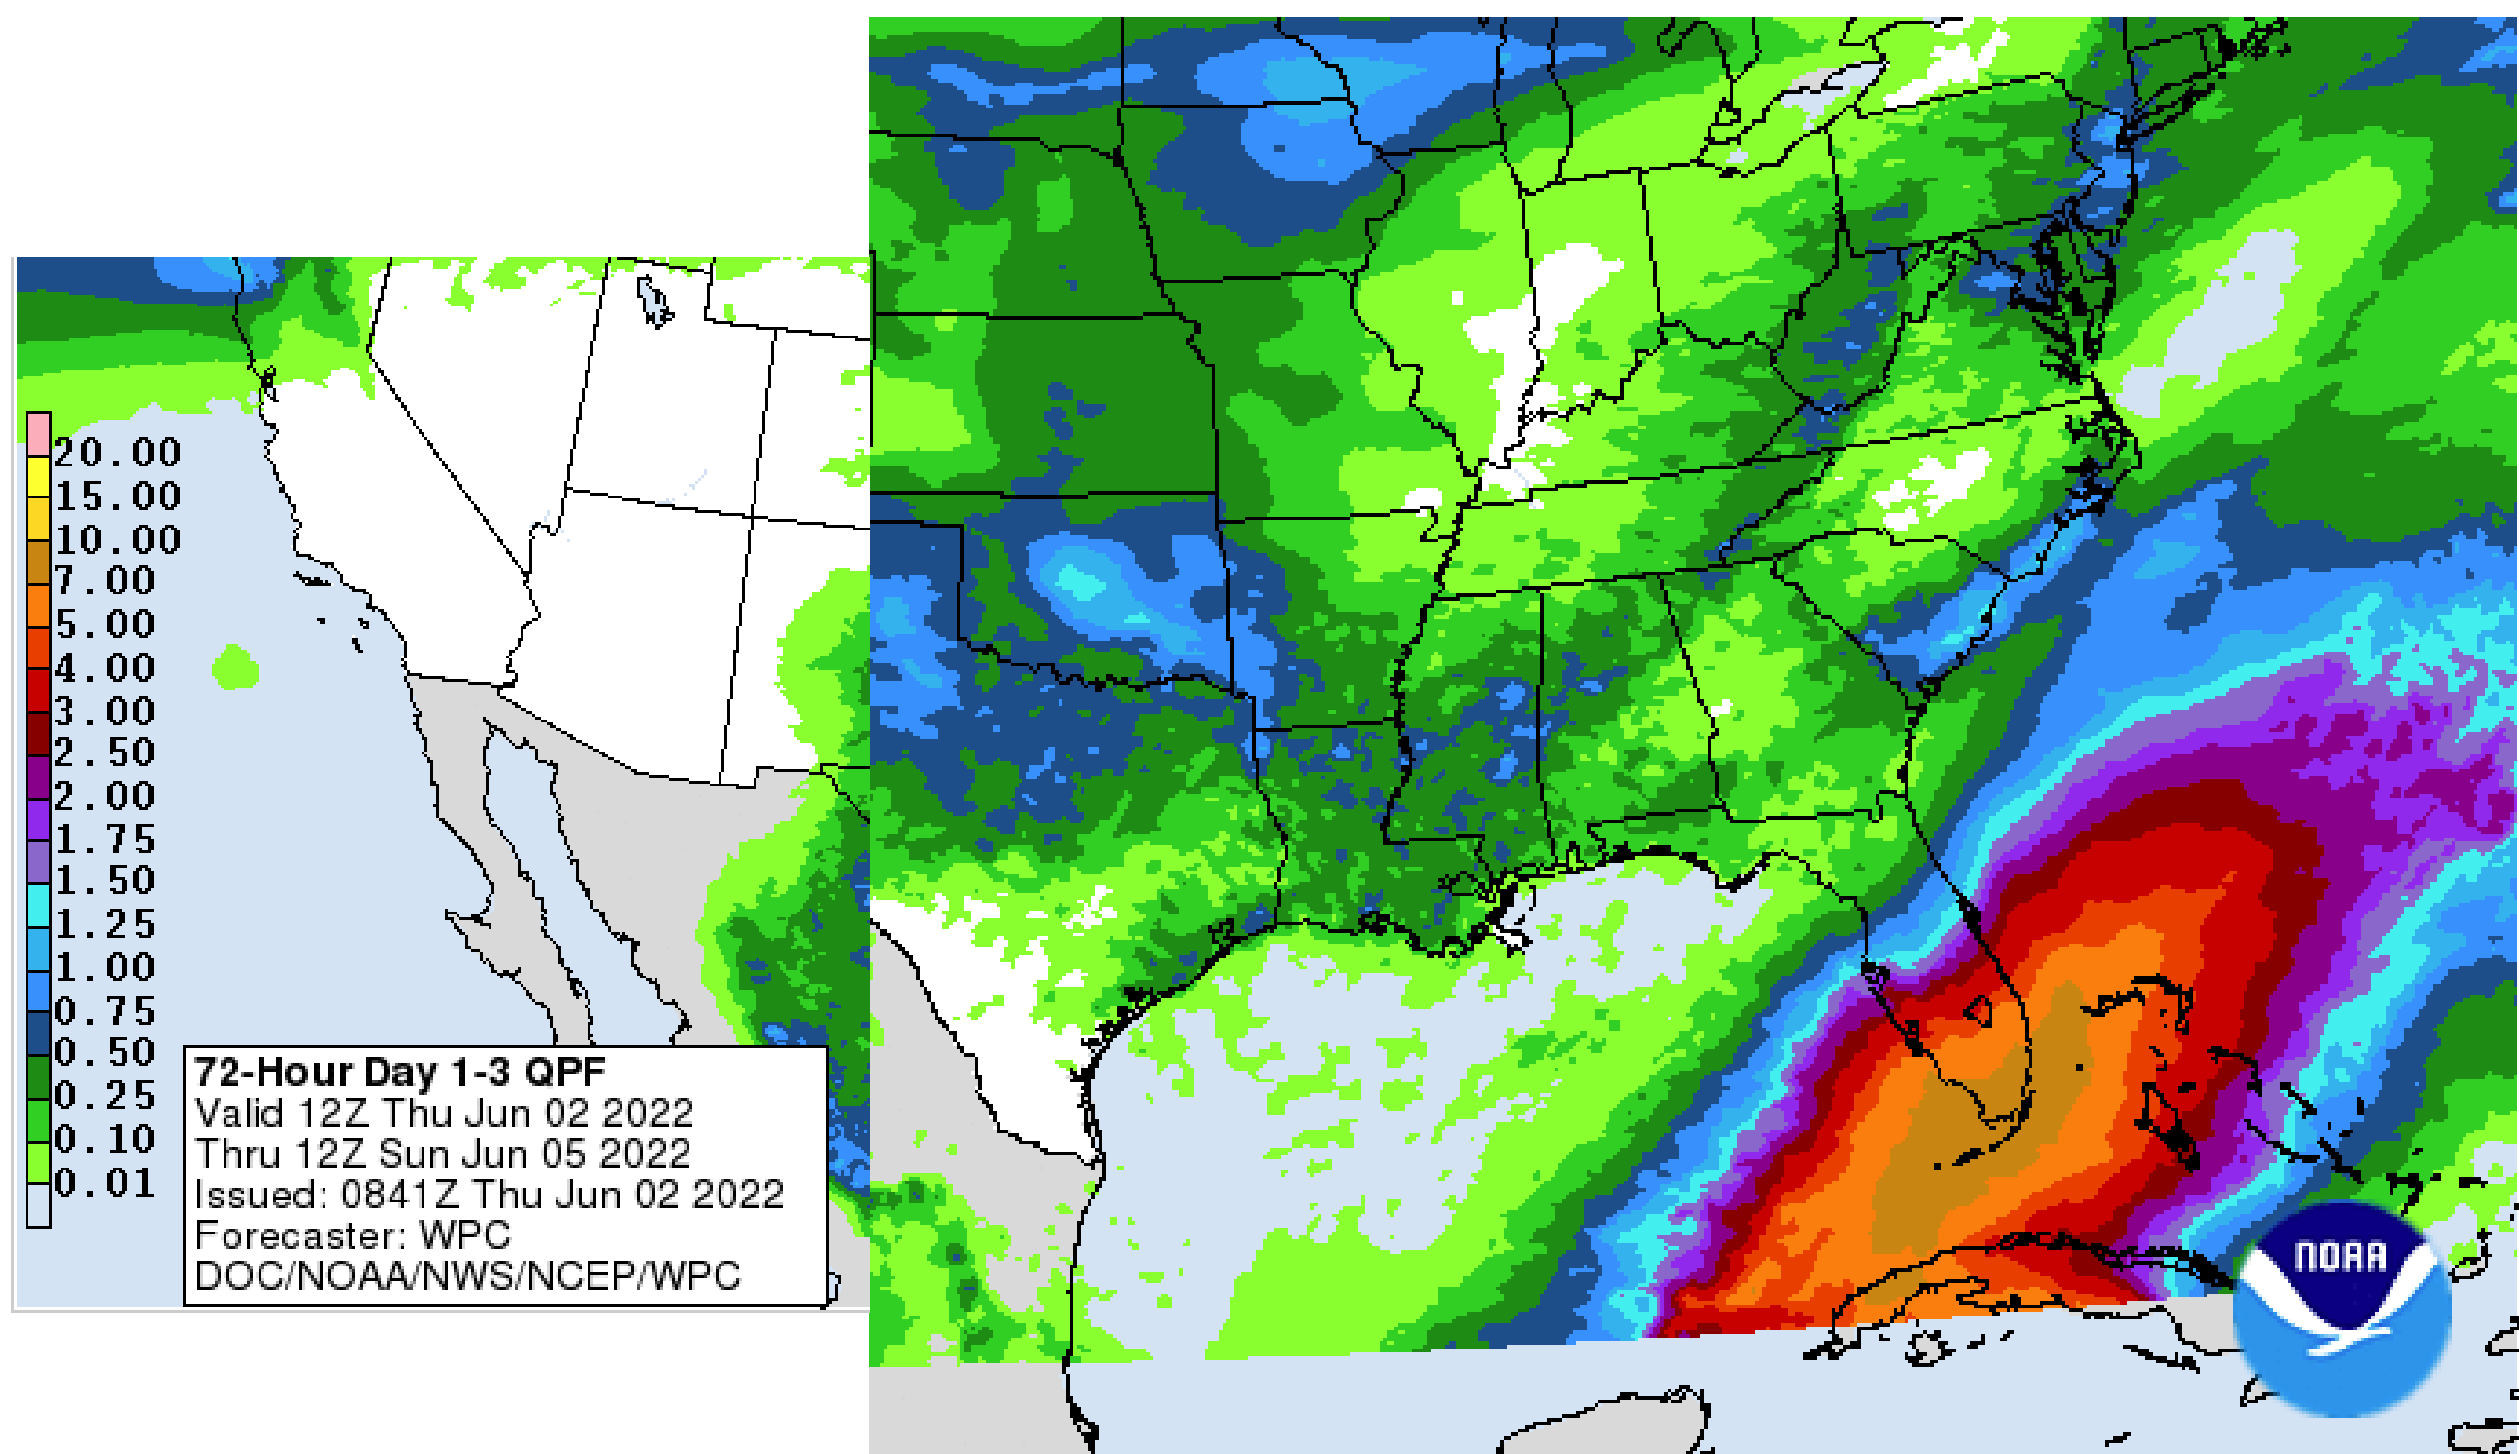 20.00
15.00
10.00
7.00
5.00
4.00
3.00
2.50
2.00
1.75
1.50
1.25
1.00
0.75
0.50
0.25
0.10
0.01
72-Hour Day 1-3 QPF
Valid 12Z Thu Jun 02 2022
Thru 12Z Sun Jun 05 2022
Issued: 0841Z Thu Jun 02 2022
Forecaster: WPC
DOC/NOAA/NWS/NCEP/WPC
NOAA